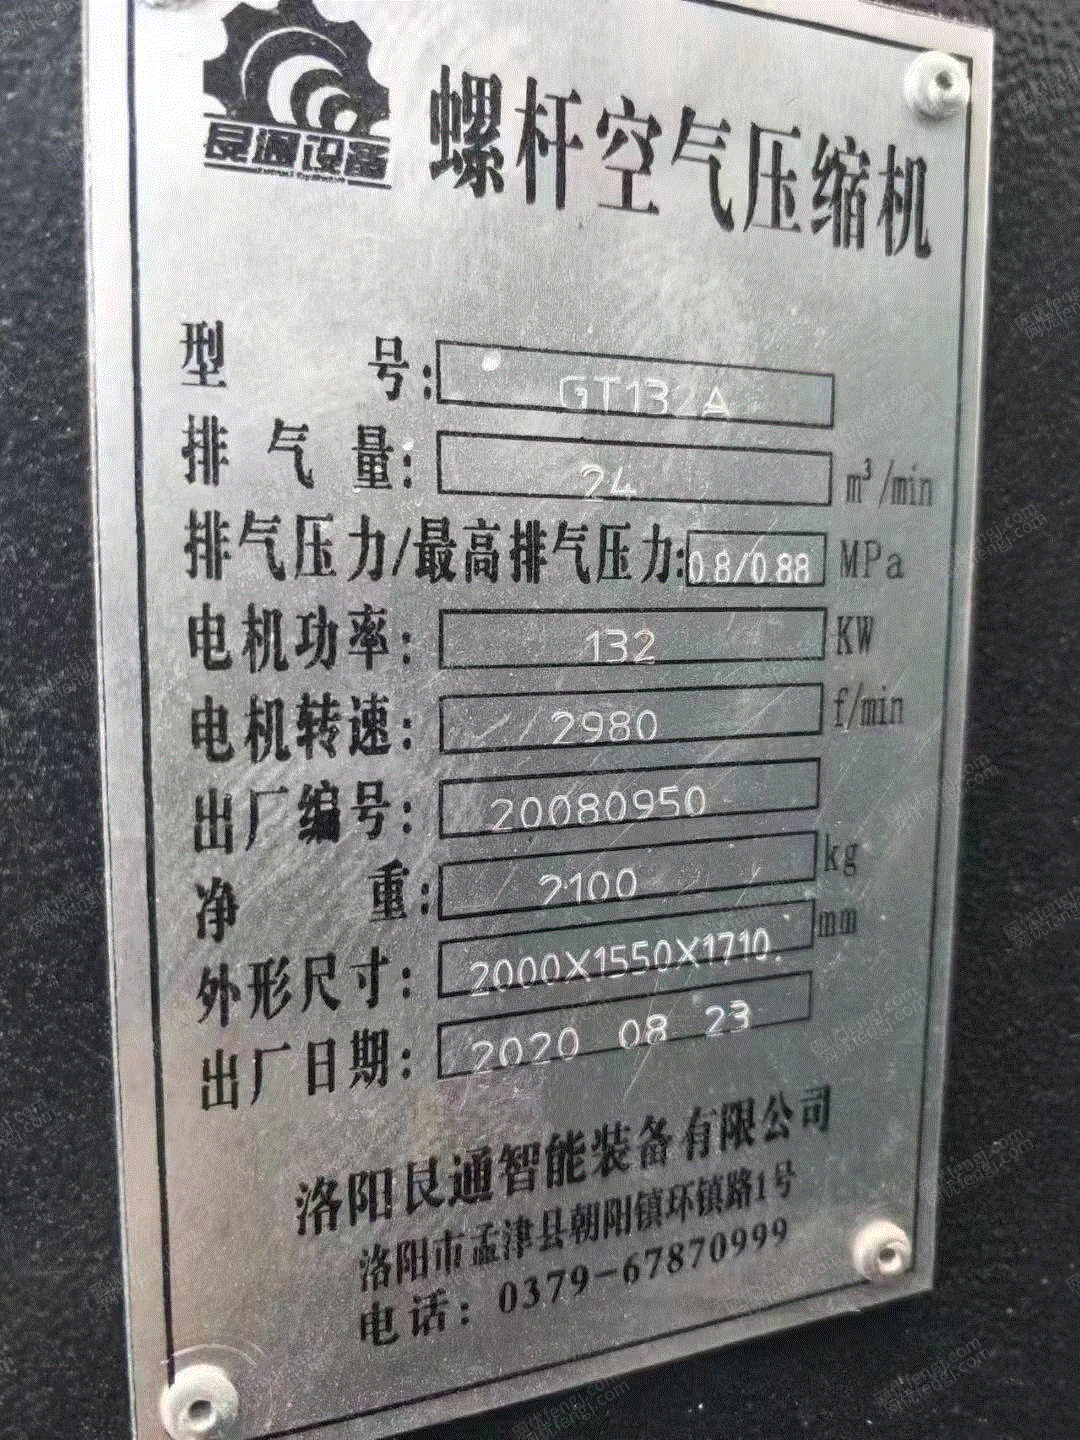 艮通设备
螺杆空气压缩机
型 号: GT132A
排气量: 24 m³/min
排气压力/最高排气压力: 0.8/0.88 MPa
电机功率: 132 KW
电机转速: 2980 f/min
出厂编号: 20080950
净 重: 2100 kg
外形尺寸: 2000X1550X1710. mm
出厂日期: 2020 08 23
洛阳艮通智能装备有限公司
洛阳市孟津县朝阳镇环镇路1号
电话: 0379-67870999